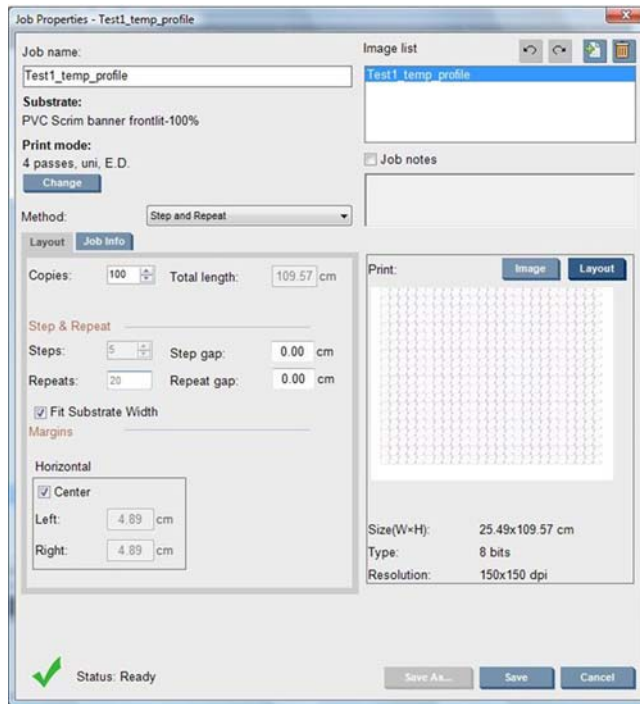 Job Properties - Test1_temp_profile
Job name:
Test1_temp_profile
Substrate:
PVC Scrim banner frontlit-100%
Print mode:
4 passes, uni, E.D.
Change
Method:
Step and Repeat
Image list
Test1_temp_profile
Job notes
Layout
Job Info
Copies:
100
Total length:
109.57 cm
Step & Repeat
Steps:
5
Step gap:
0.00 cm
Repeats:
20
Repeat gap:
0.00 cm
Fit Substrate Width
Margins
Horizontal
Center
Left:
4.89 cm
Right:
4.89 cm
Print:
Image
Layout
Size(W×H): 25.49x109.57 cm
Type: 8 bits
Resolution: 150x150 dpi
Status: Ready
Save As...
Save
Cancel